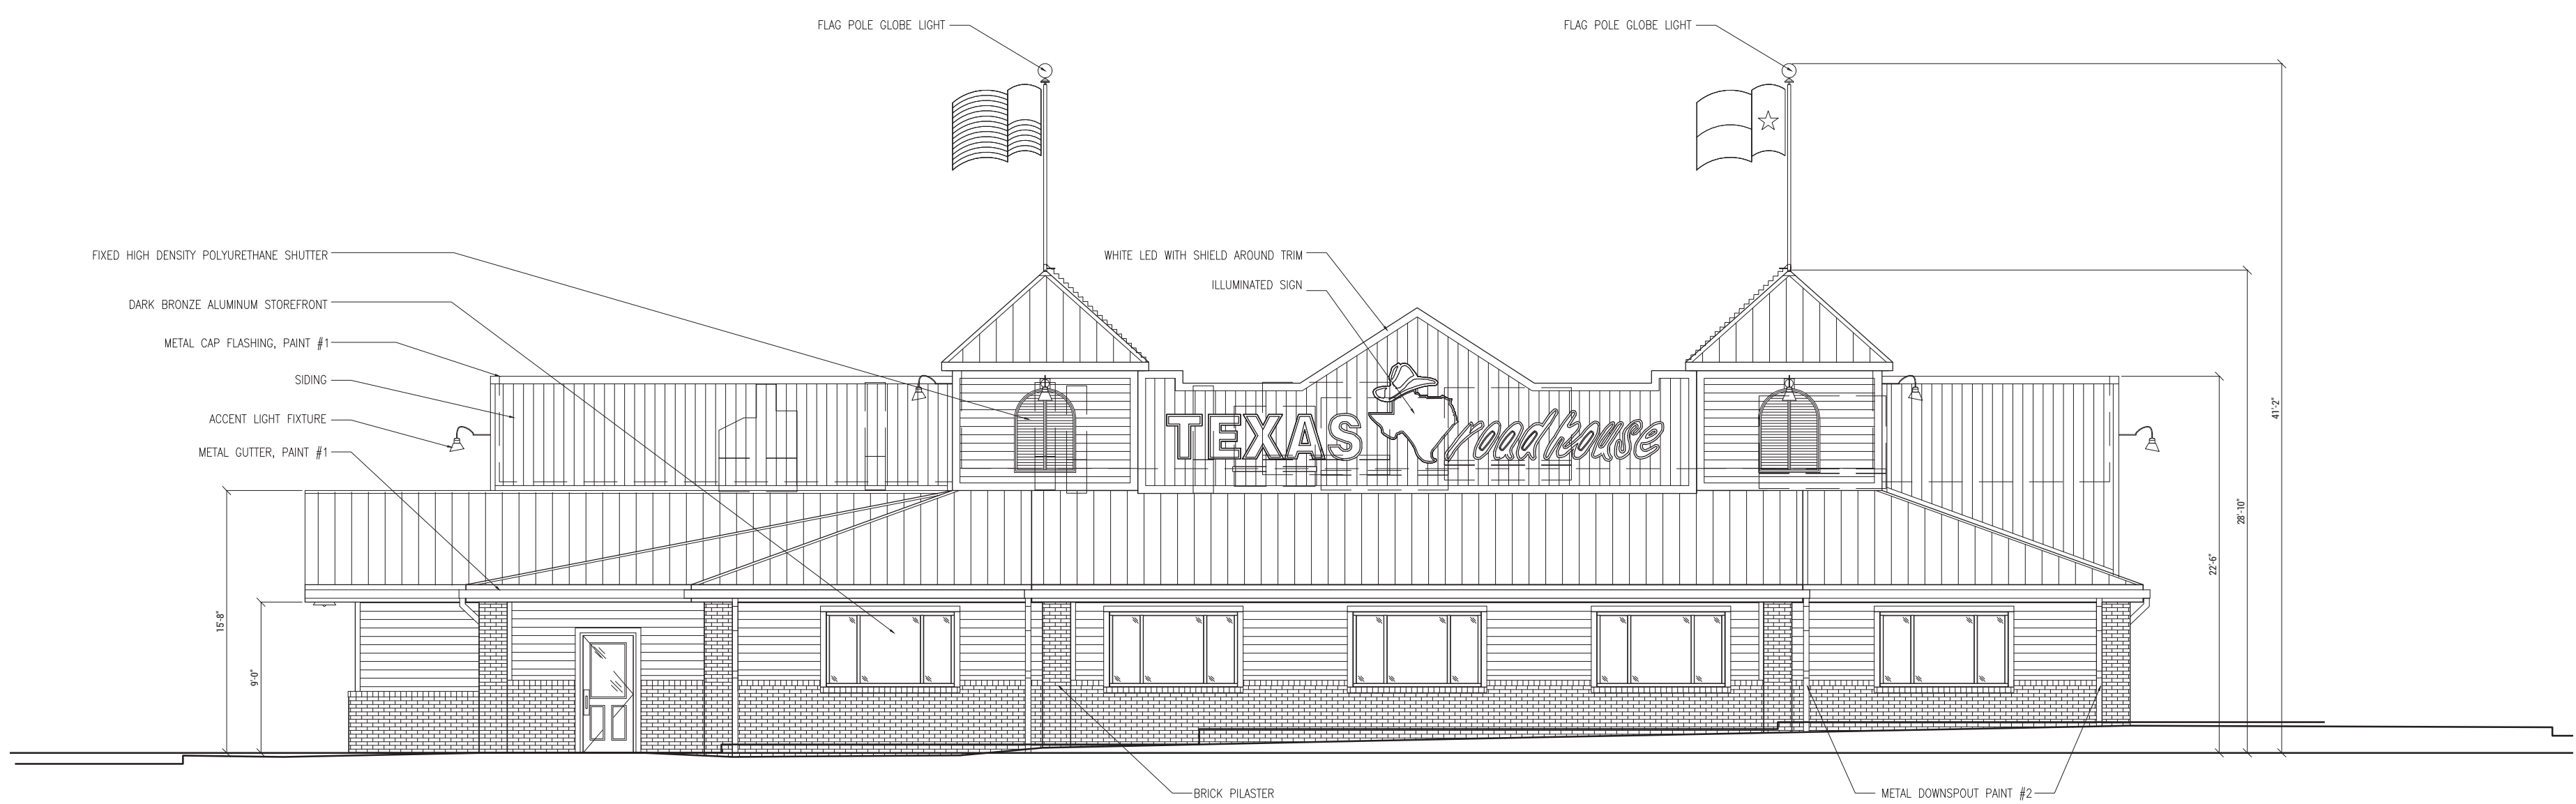 FLAG POLE GLOBE LIGHT
FLAG POLE GLOBE LIGHT
FIXED HIGH DENSITY POLYURETHANE SHUTTER
WHITE LED WITH SHIELD AROUND TRIM
ILLUMINATED SIGN
DARK BRONZE ALUMINUM STOREFRONT
METAL CAP FLASHING, PAINT #1
SIDING
ACCENT LIGHT FIXTURE
METAL GUTTER, PAINT #1
TEXAS roadhouse
41'-2"
28'-10"
22'-6"
15'-8"
9'-0"
BRICK PILASTER
METAL DOWNSPOUT PAINT #2